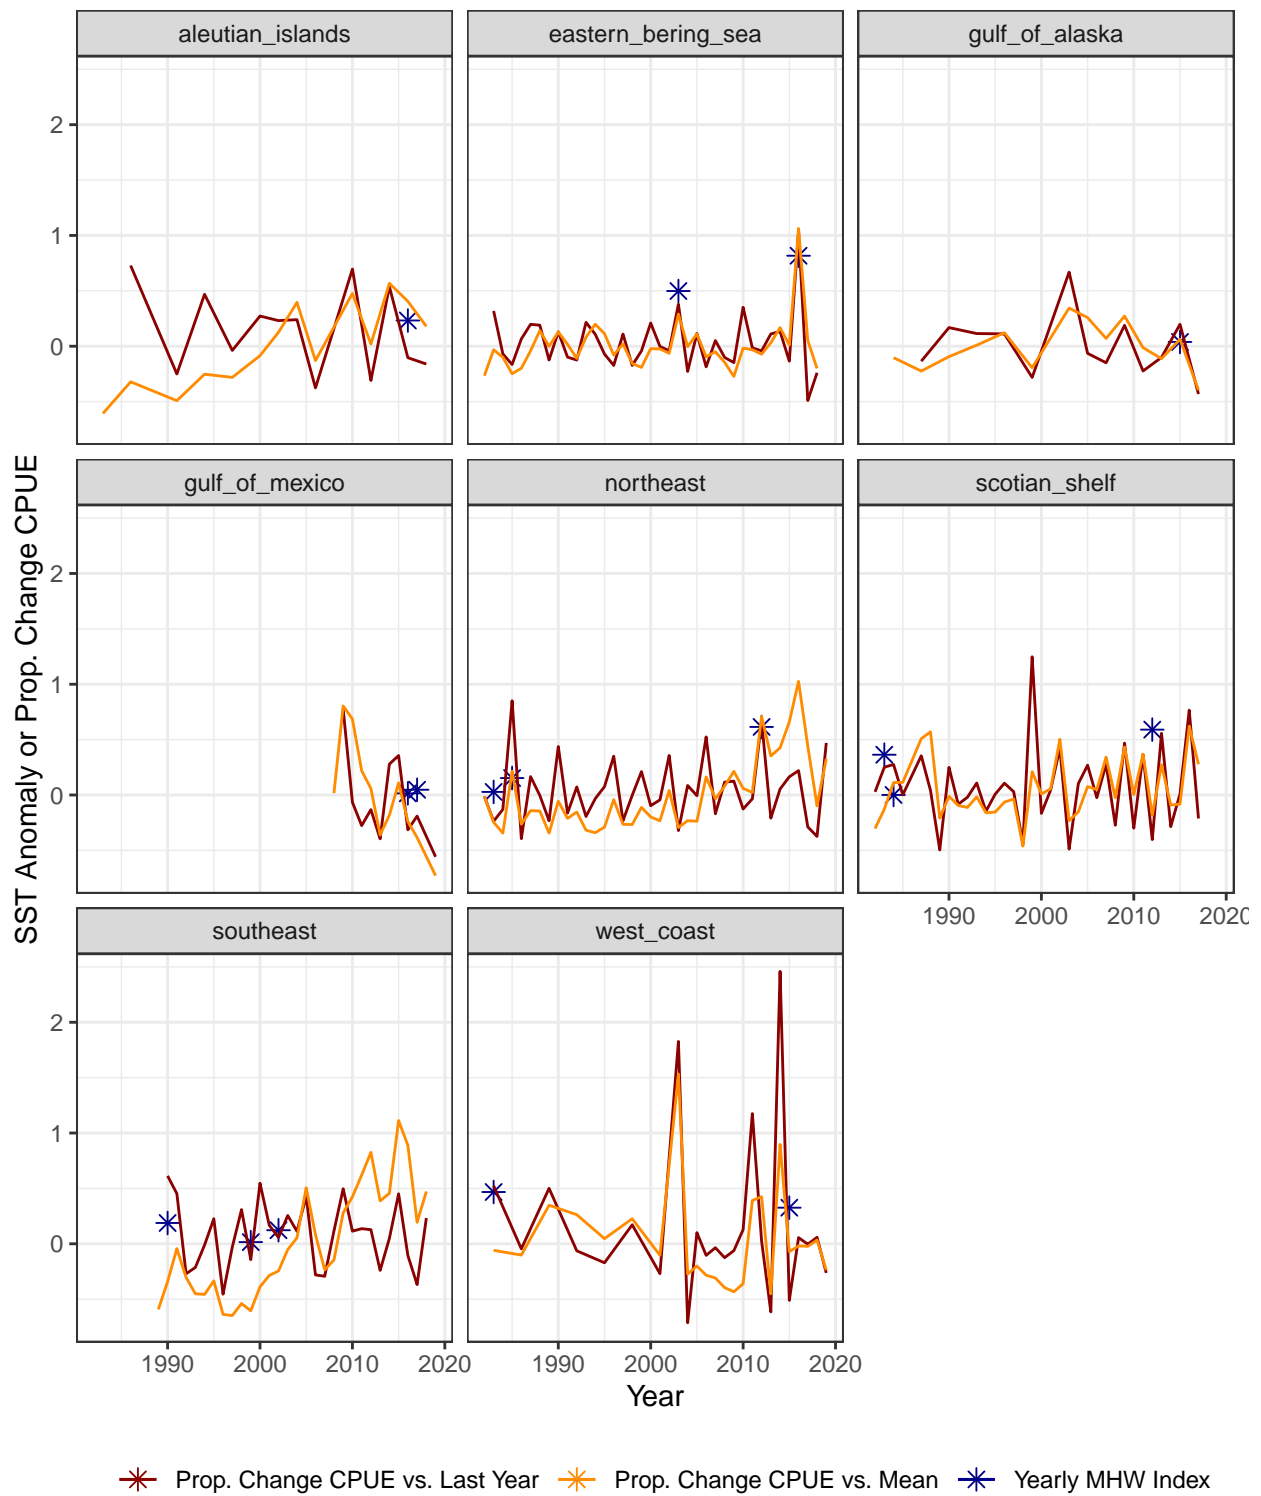 aleutian_islands
eastern_bering_sea
gulf_of_alaska
2
1
0
gulf_of_mexico
northeast
scotian_shelf
2
1
0
1990 2000 2010 2020
southeast
west_coast
2
1
0
1990 2000 2010 2020
1990 2000 2010 2020
SST Anomaly or Prop. Change CPUE
Year
Prop. Change CPUE vs. Last Year
Prop. Change CPUE vs. Mean
Yearly MHW Index